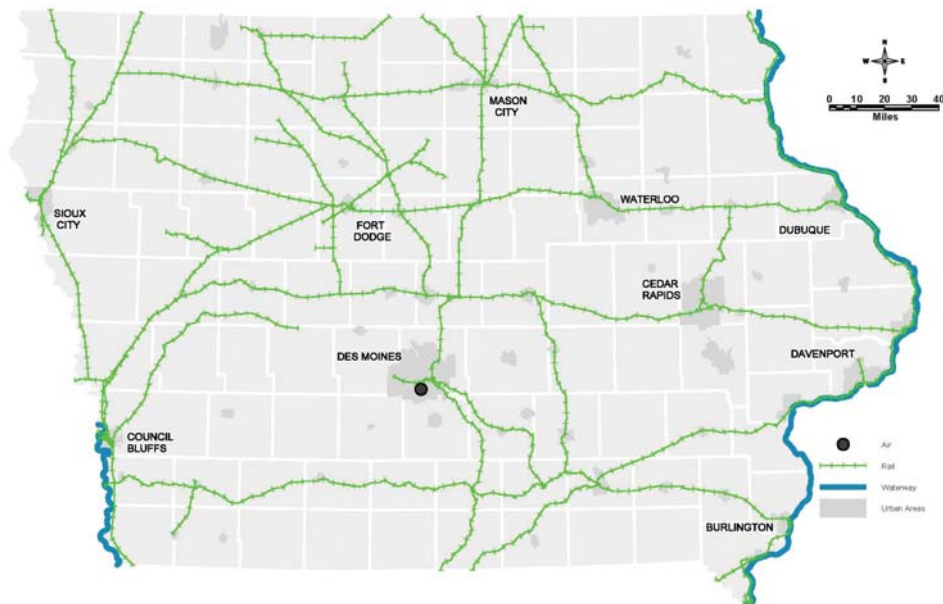 N
W E
S
0 10 20 30 40
Miles
MASON
CITY
SIOUX
CITY
FORT
DODGE
WATERLOO
DUBUQUE
CEDAR
RAPIDS
DES MOINES
DAVENPORT
COUNCIL
BLUFFS
BURLINGTON
Air
Rail
Waterway
Urban Areas